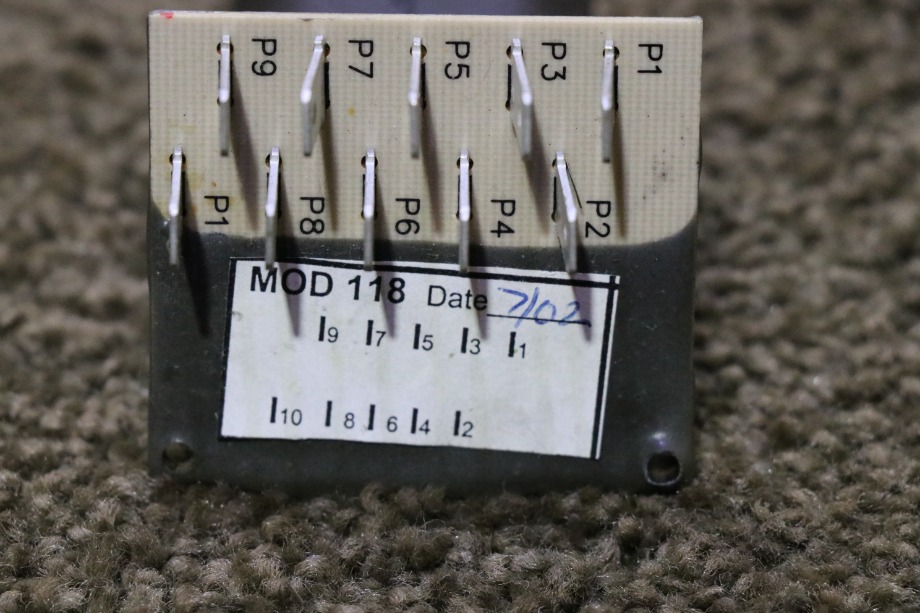 P9 P7 P5 P3 P1
P1 P8 P6 P4 P2
MOD 118 Date 7/02
9 7 5 3 1
10 8 6 4 2